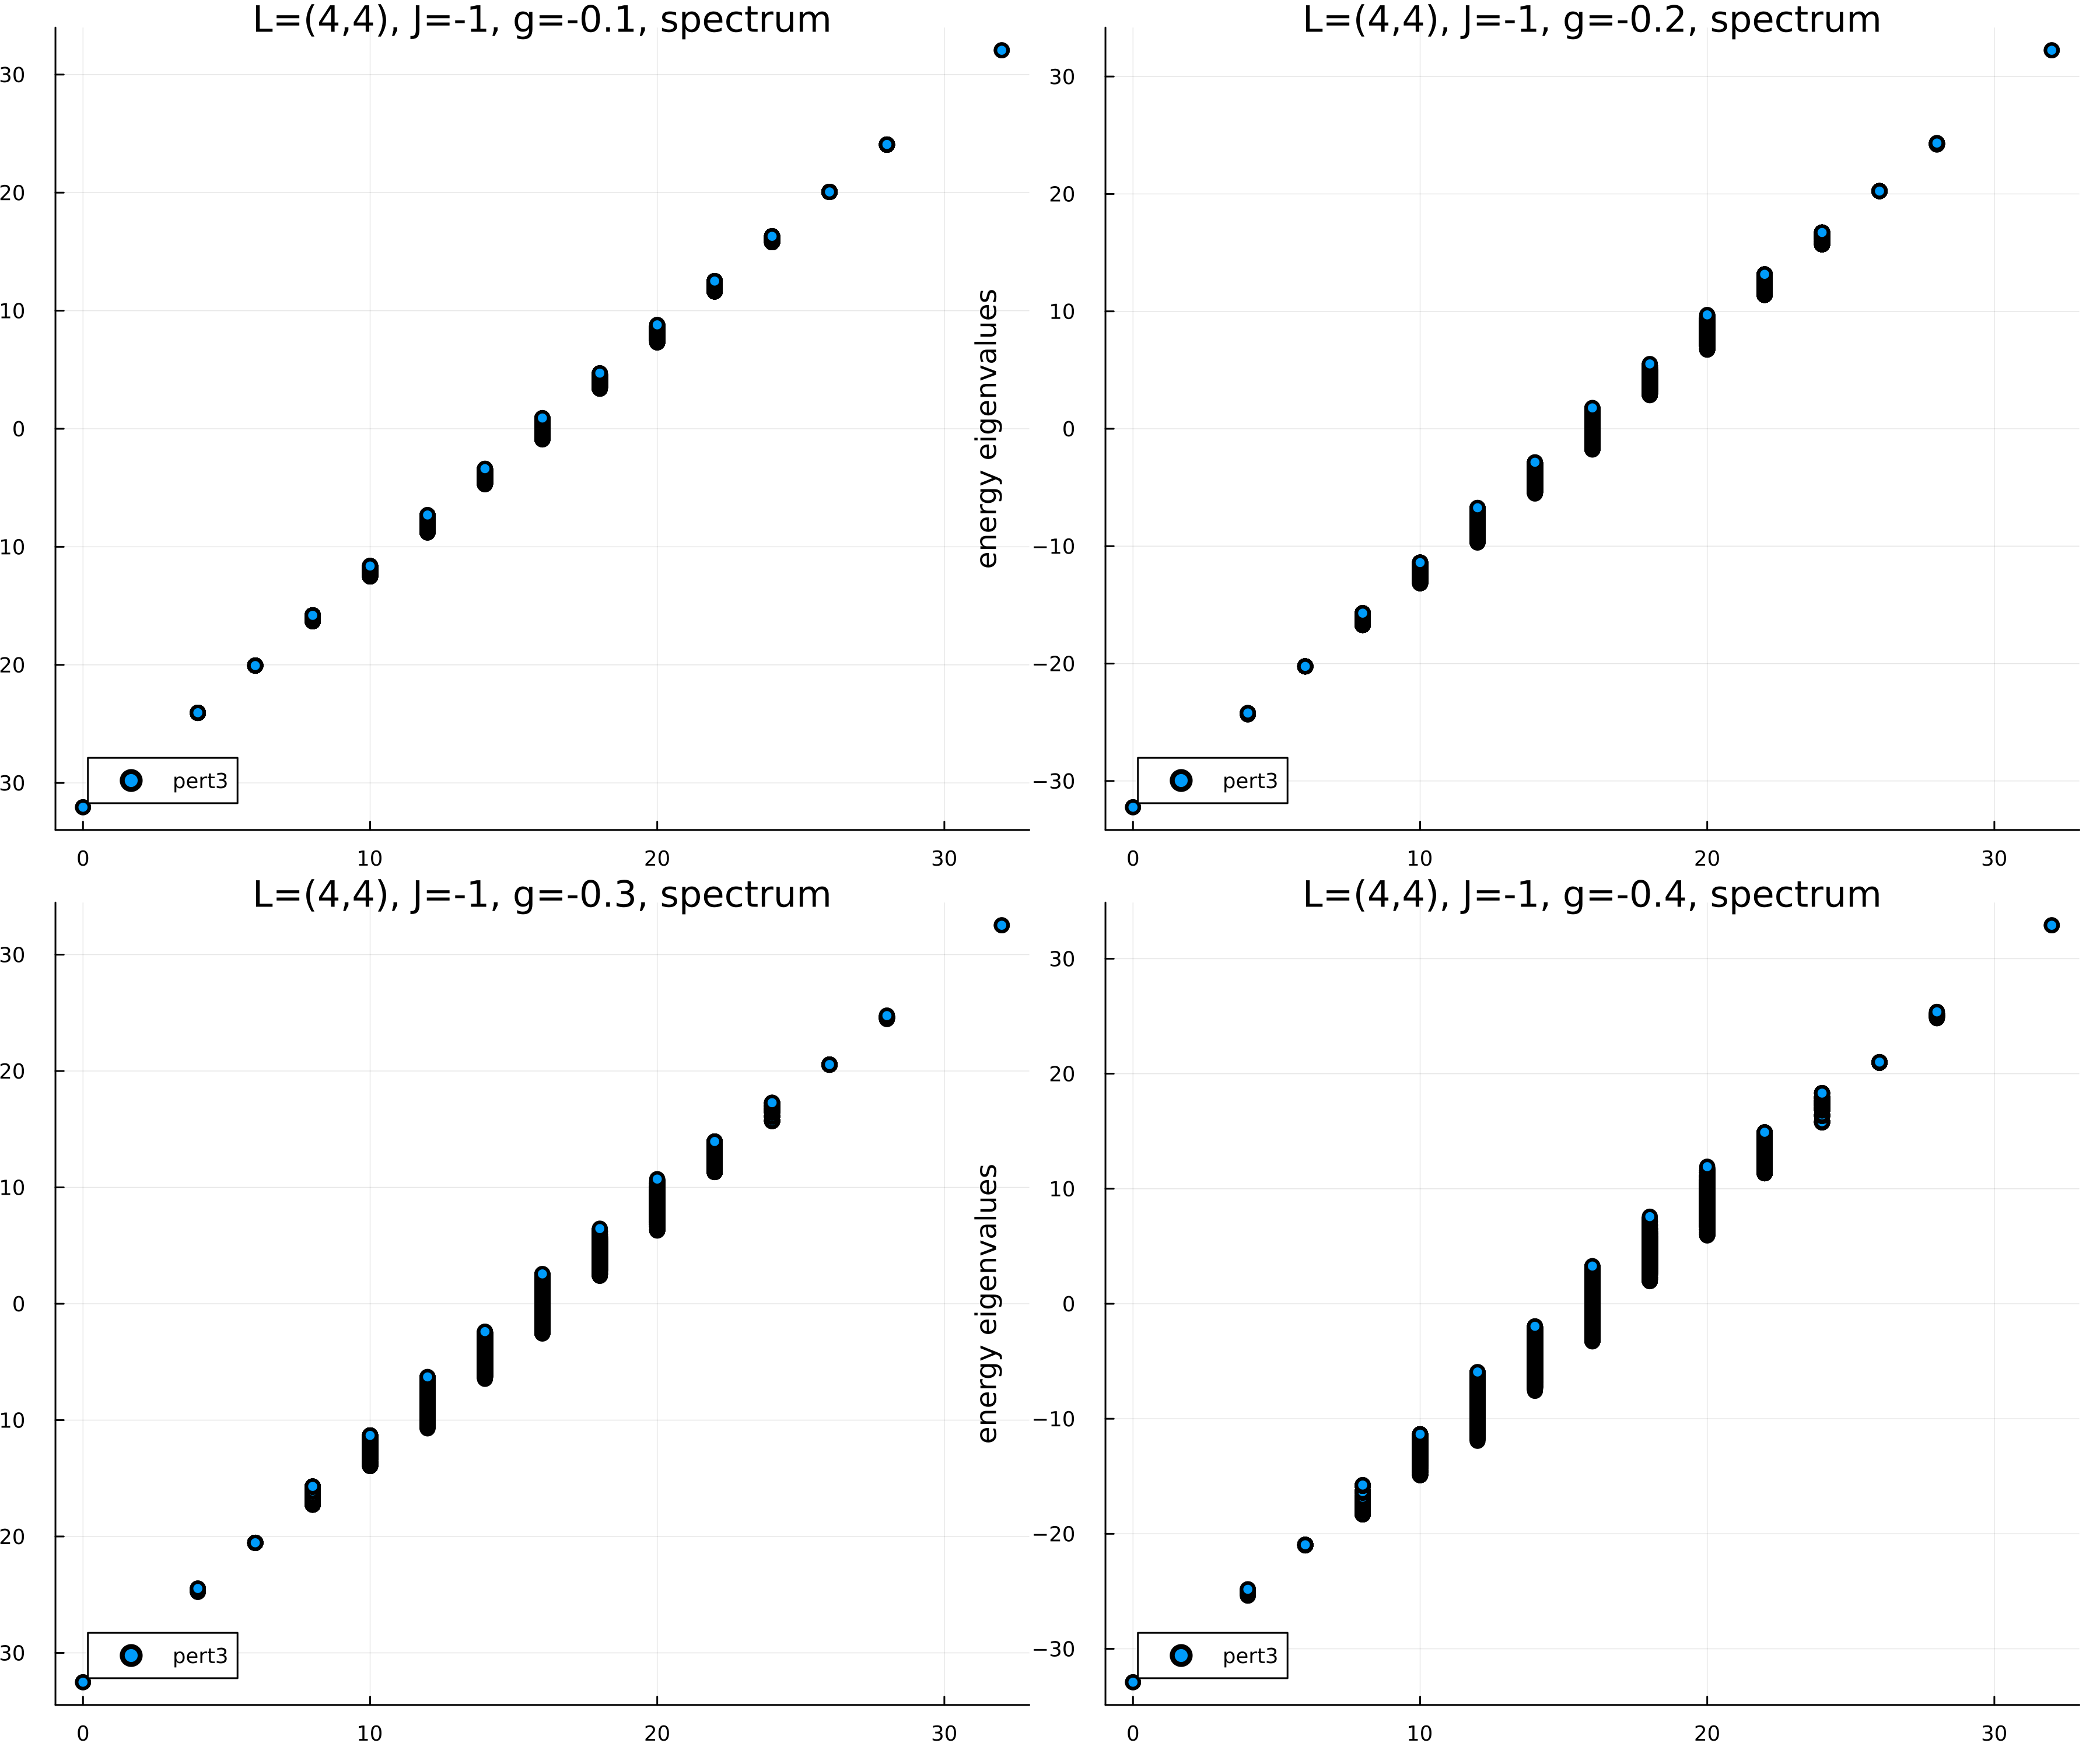 L=(4,4), J=-1, g=-0.1, spectrum
30
20
10
0
10
20
30
pert3
0 10 20 30
L=(4,4), J=-1, g=-0.2, spectrum
energy eigenvalues
30
20
10
0
−10
−20
−30
pert3
0 10 20 30
L=(4,4), J=-1, g=-0.3, spectrum
30
20
10
0
10
20
30
pert3
0 10 20 30
L=(4,4), J=-1, g=-0.4, spectrum
energy eigenvalues
30
20
10
0
−10
−20
−30
pert3
0 10 20 30